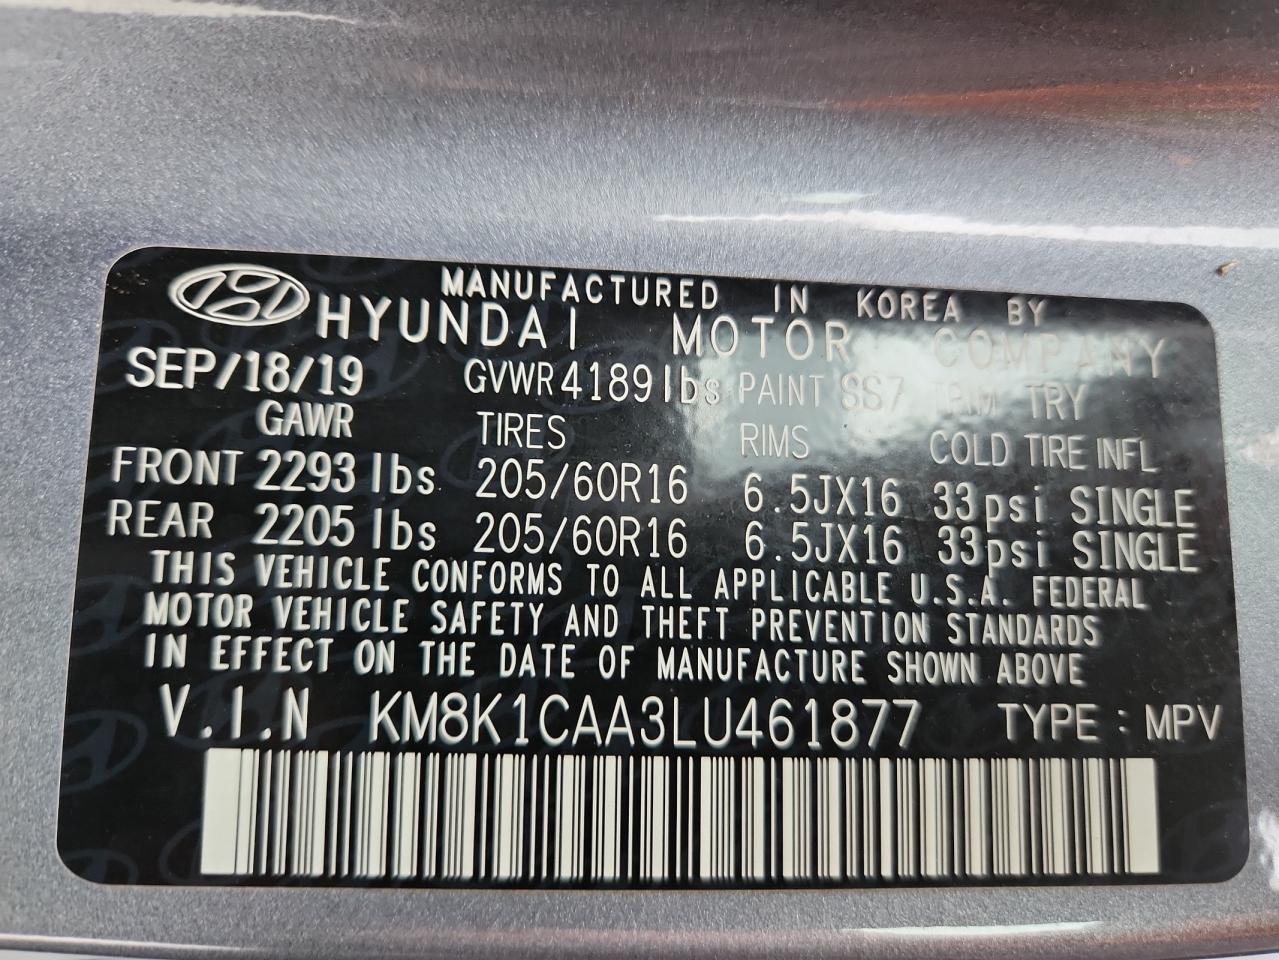 MANUFACTURED IN KOREA BY
HYUNDAI MOTOR COMPANY
SEP/18/19 GVWR 4189lbs PAINT SS7 TRIM TRY
GAWR TIRES RIMS COLD TIRE INFL
FRONT 2293 lbs 205/60R16 6.5JX16 33psi SINGLE
REAR 2205 lbs 205/60R16 6.5JX16 33psi SINGLE
THIS VEHICLE CONFORMS TO ALL APPLICABLE U.S.A. FEDERAL
MOTOR VEHICLE SAFETY AND THEFT PREVENTION STANDARDS
IN EFFECT ON THE DATE OF MANUFACTURE SHOWN ABOVE
V.I.N KM8K1CAA3LU461877 TYPE : MPV